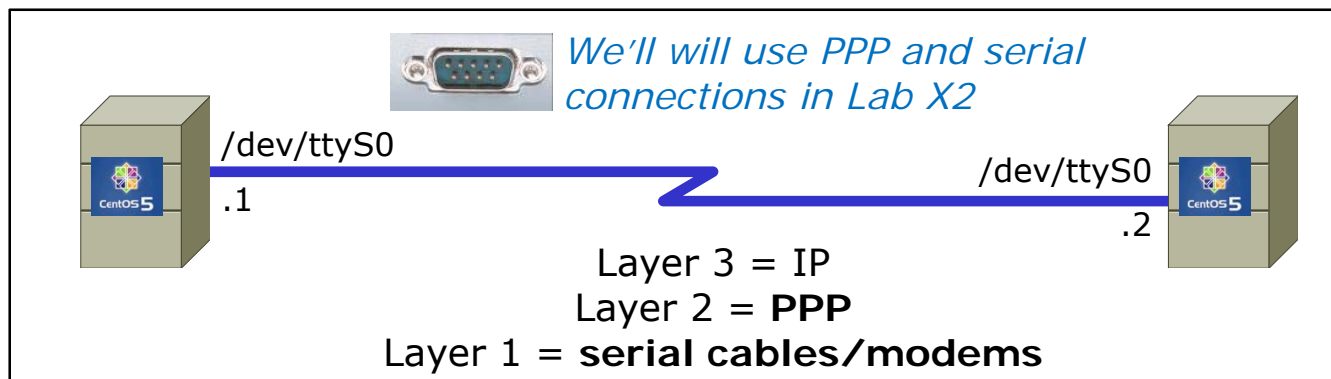 We'll will use PPP and serial
connections in Lab X2
/dev/ttyS0
/dev/ttyS0
CentOS 5
CentOS 5
.1
.2
Layer 3 = IP
Layer 2 = PPP
Layer 1 = serial cables/modems